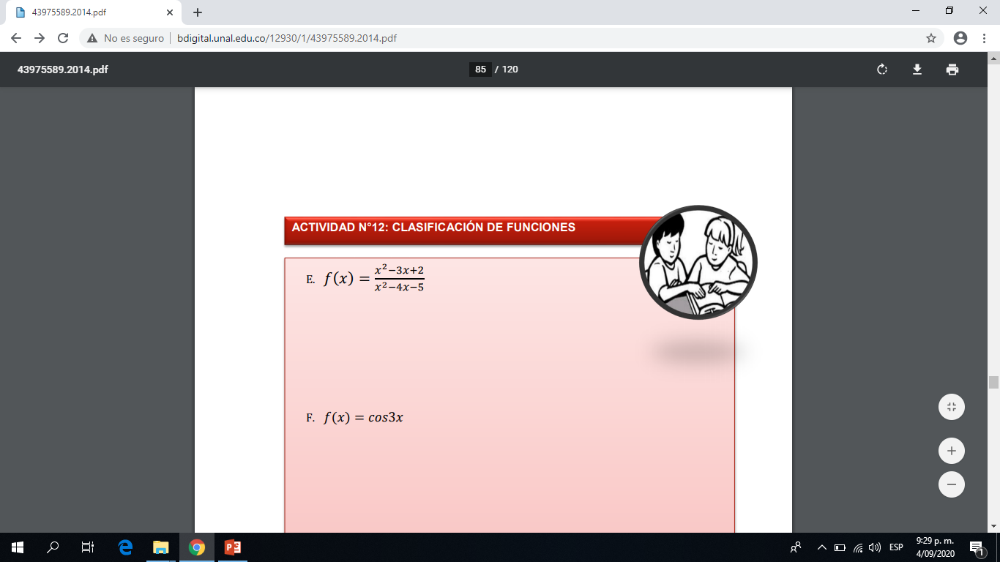 43975589.2014.pdf
No es seguro | bdigital.unal.edu.co/12930/1/43975589.2014.pdf
43975589.2014.pdf 85 / 120
ACTIVIDAD N°12: CLASIFICACIÓN DE FUNCIONES
E. f(x) = \frac{x^2-3x+2}{x^2-4x-5}
F. f(x) = cos3x
ESP
9:29 p. m.
4/09/2020
1